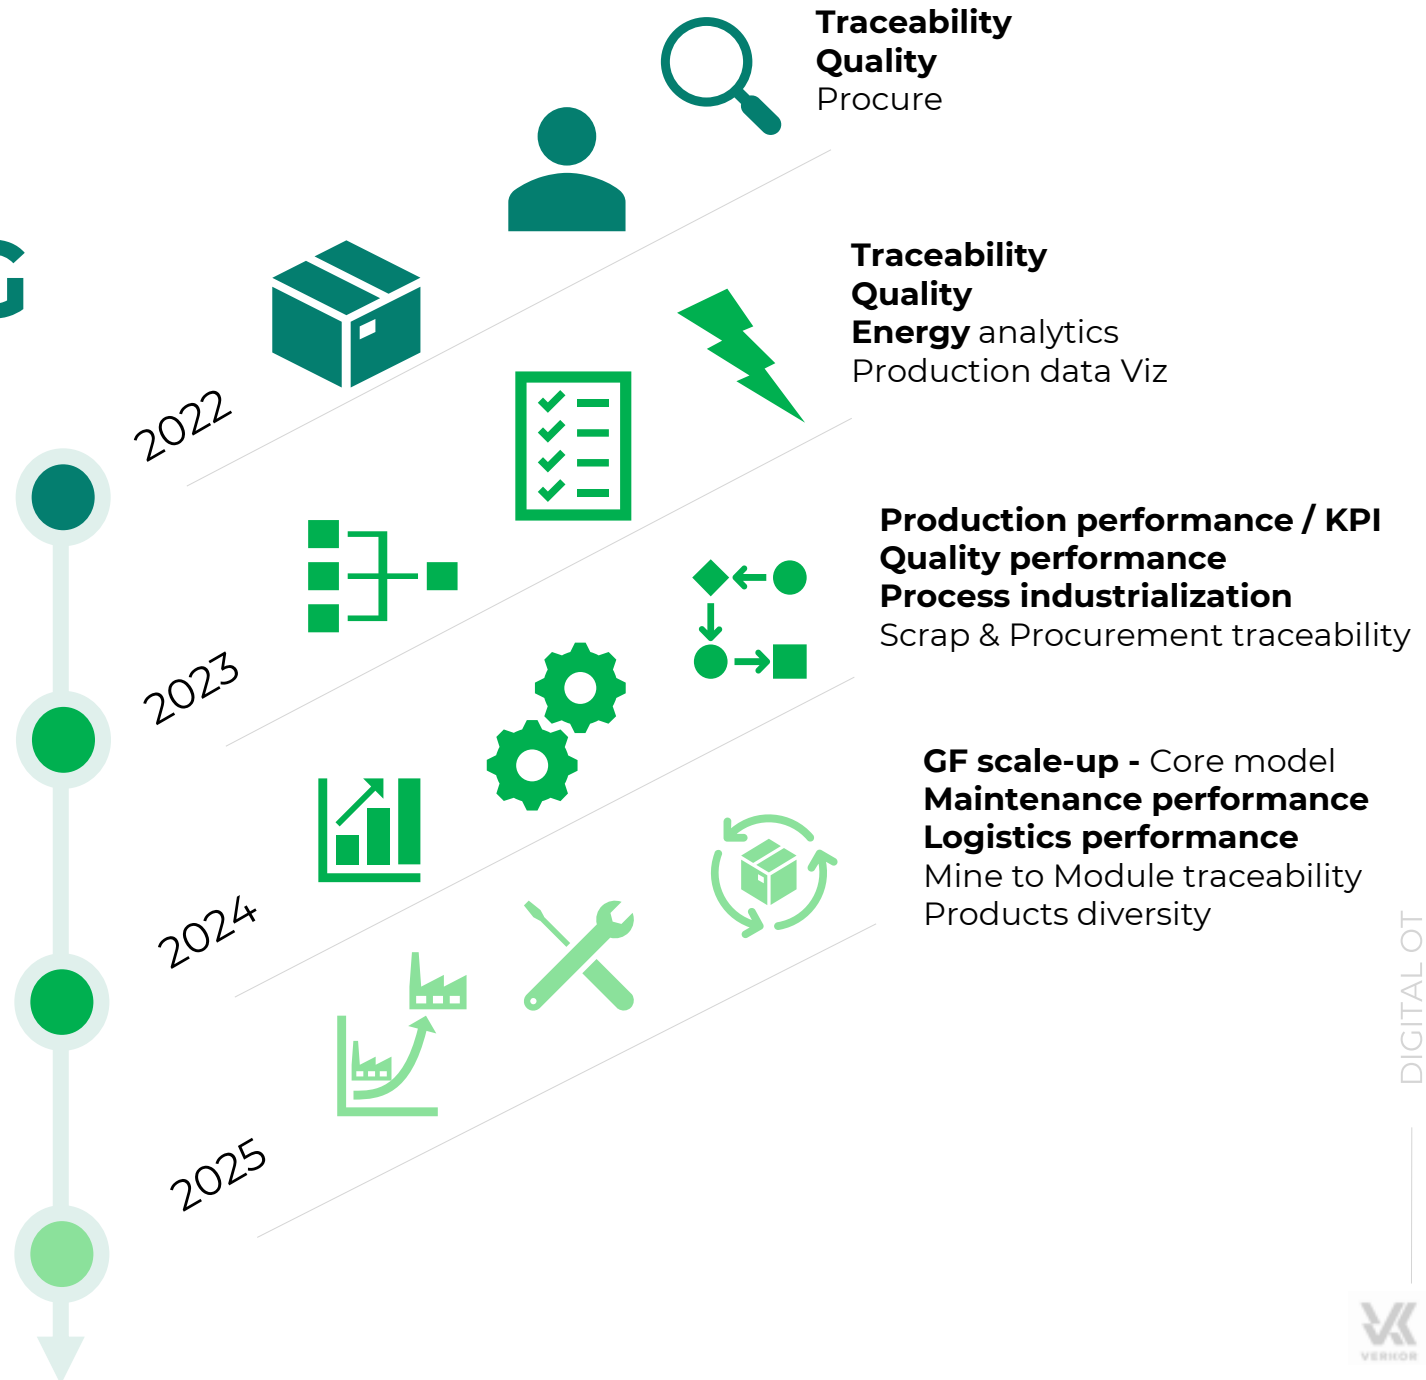 Traceability
Quality
Procure
2022
Traceability
Quality
Energy analytics
Production data Viz
2023
Production performance / KPI
Quality performance
Process industrialization
Scrap & Procurement traceability
2024
GF scale-up - Core model
Maintenance performance
Logistics performance
Mine to Module traceability
Products diversity
2025
G
DIGITAL OT
VERKOR